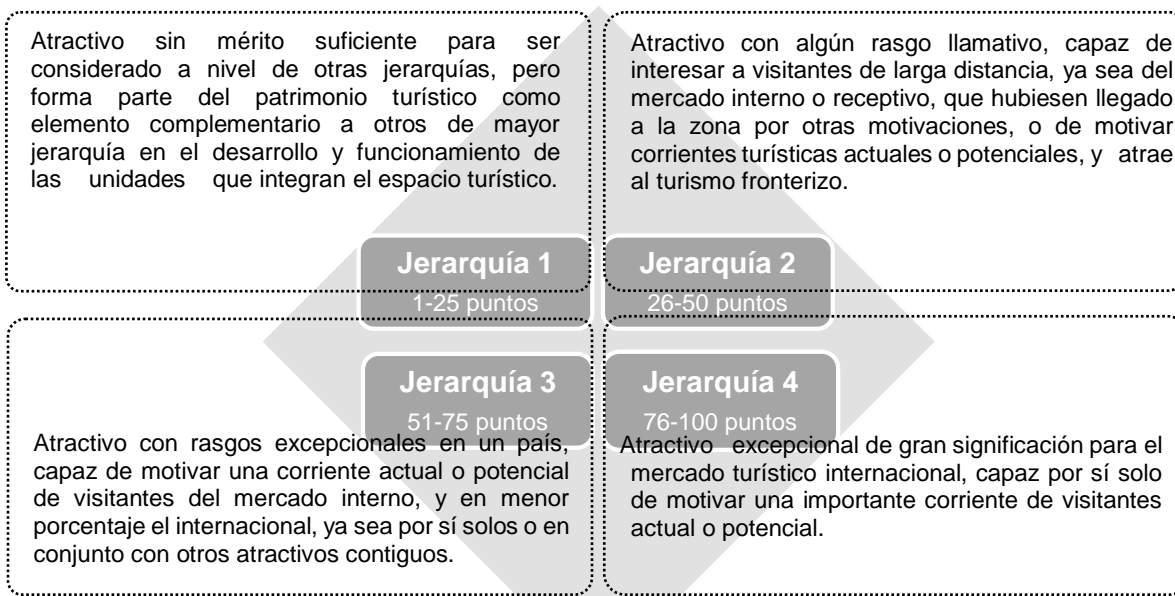 Atractivo sin mérito suficiente para ser
considerado a nivel de otras jerarquías, pero
forma parte del patrimonio turístico como
elemento complementario a otros de mayor
jerarquía en el desarrollo y funcionamiento de
las unidades que integran el espacio turístico.
Atractivo con algún rasgo llamativo, capaz de
interesar a visitantes de larga distancia, ya sea del
mercado interno o receptivo, que hubiesen llegado
a la zona por otras motivaciones, o de motivar
corrientes turísticas actuales o potenciales, y atrae
al turismo fronterizo.
Jerarquía 1
1-25 puntos
Jerarquía 2
26-50 puntos
Jerarquía 3
51-75 puntos
Jerarquía 4
76-100 puntos
Atractivo con rasgos excepcionales en un país,
capaz de motivar una corriente actual o potencial
de visitantes del mercado interno, y en menor
porcentaje el internacional, ya sea por sí solos o en
conjunto con otros atractivos contiguos.
Atractivo excepcional de gran significación para el
mercado turístico internacional, capaz por sí solo
de motivar una importante corriente de visitantes
actual o potencial.